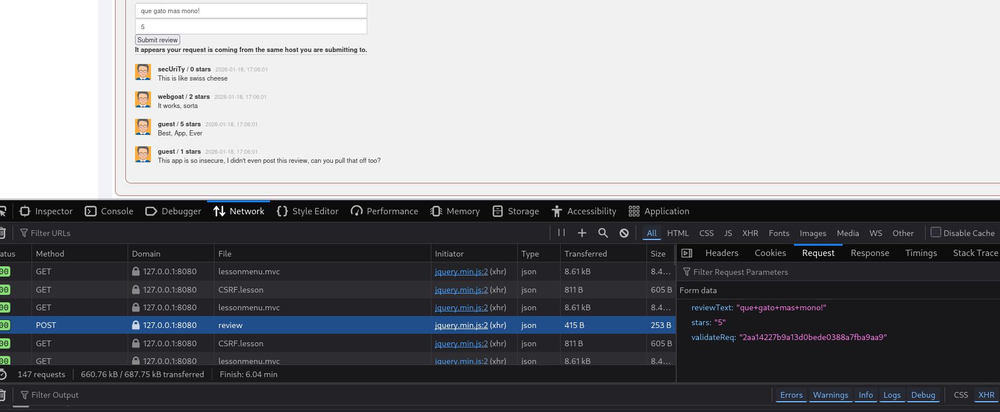 que gato mas mono!
5
Submit review
It appears your request is coming from the same host you are submitting to.
secUriTy / 0 stars 2026-01-18, 17:06:01
This is like swiss cheese
webgoat / 2 stars 2026-01-18, 17:06:01
It works, sorta
guest / 5 stars 2026-01-18, 17:06:01
Best, App, Ever
guest / 1 stars 2026-01-18, 17:06:01
This app is so insecure, I didn't even post this review, can you pull that off too?
Inspector Console Debugger Network Style Editor Performance Memory Storage Accessibility Application
Filter URLs All HTML CSS JS XHR Fonts Images Media WS Other Disable Cache
atus Method Domain File Initiator Type Transferred Size
00 GET 127.0.0.1:8080 lessonmenu.mvc jquery.min.js:2 (xhr) json 8.61 kB 8.4…
00 GET 127.0.0.1:8080 CSRF.lesson jquery.min.js:2 (xhr) json 811 B 605 B
00 GET 127.0.0.1:8080 lessonmenu.mvc jquery.min.js:2 (xhr) json 8.61 kB 8.4…
00 POST 127.0.0.1:8080 review jquery.min.js:2 (xhr) json 415 B 253 B
00 GET 127.0.0.1:8080 CSRF.lesson jquery.min.js:2 (xhr) json 811 B 605 B
00 GET 127.0.0.1:8080 lessonmenu.mvc jquery.min.js:2 (xhr) json 8.61 kB 8.4…
147 requests 660.76 kB / 687.75 kB transferred Finish: 6.04 min
Headers Cookies Request Response Timings Stack Trace
Filter Request Parameters
Form data
reviewText: "que+gato+mas+mono!"
stars: "5"
validateReq: "2aa14227b9a13d0bede0388a7fba9aa9"
Filter Output Errors Warnings Info Logs Debug CSS XHR